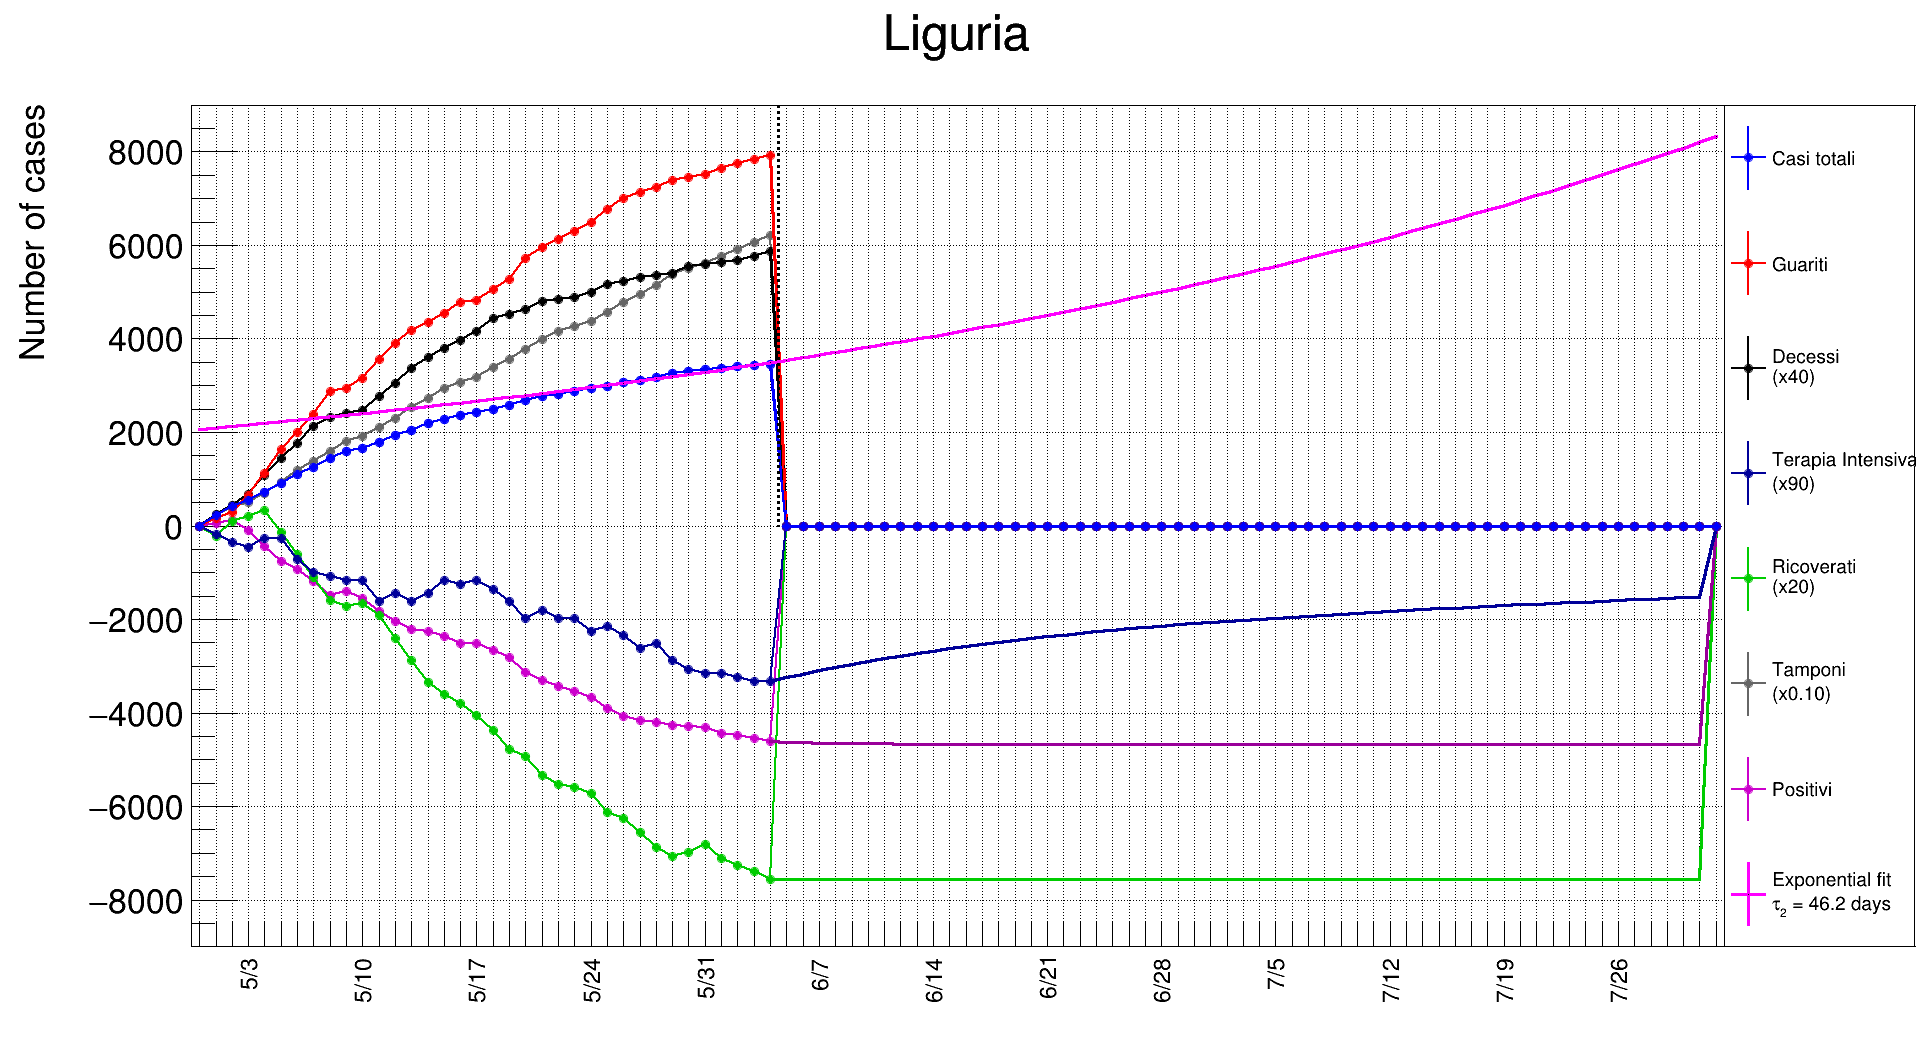 Liguria
Number of cases
8000
6000
4000
2000
0
−2000
−4000
−6000
−8000
5/3
5/10
5/17
5/24
5/31
6/7
6/14
6/21
6/28
7/5
7/12
7/19
7/26
Casi totali
Guariti
Decessi
(x40)
Terapia Intensiva
(x90)
Ricoverati
(x20)
Tamponi
(x0.10)
Positivi
Exponential fit
τ2 = 46.2 days